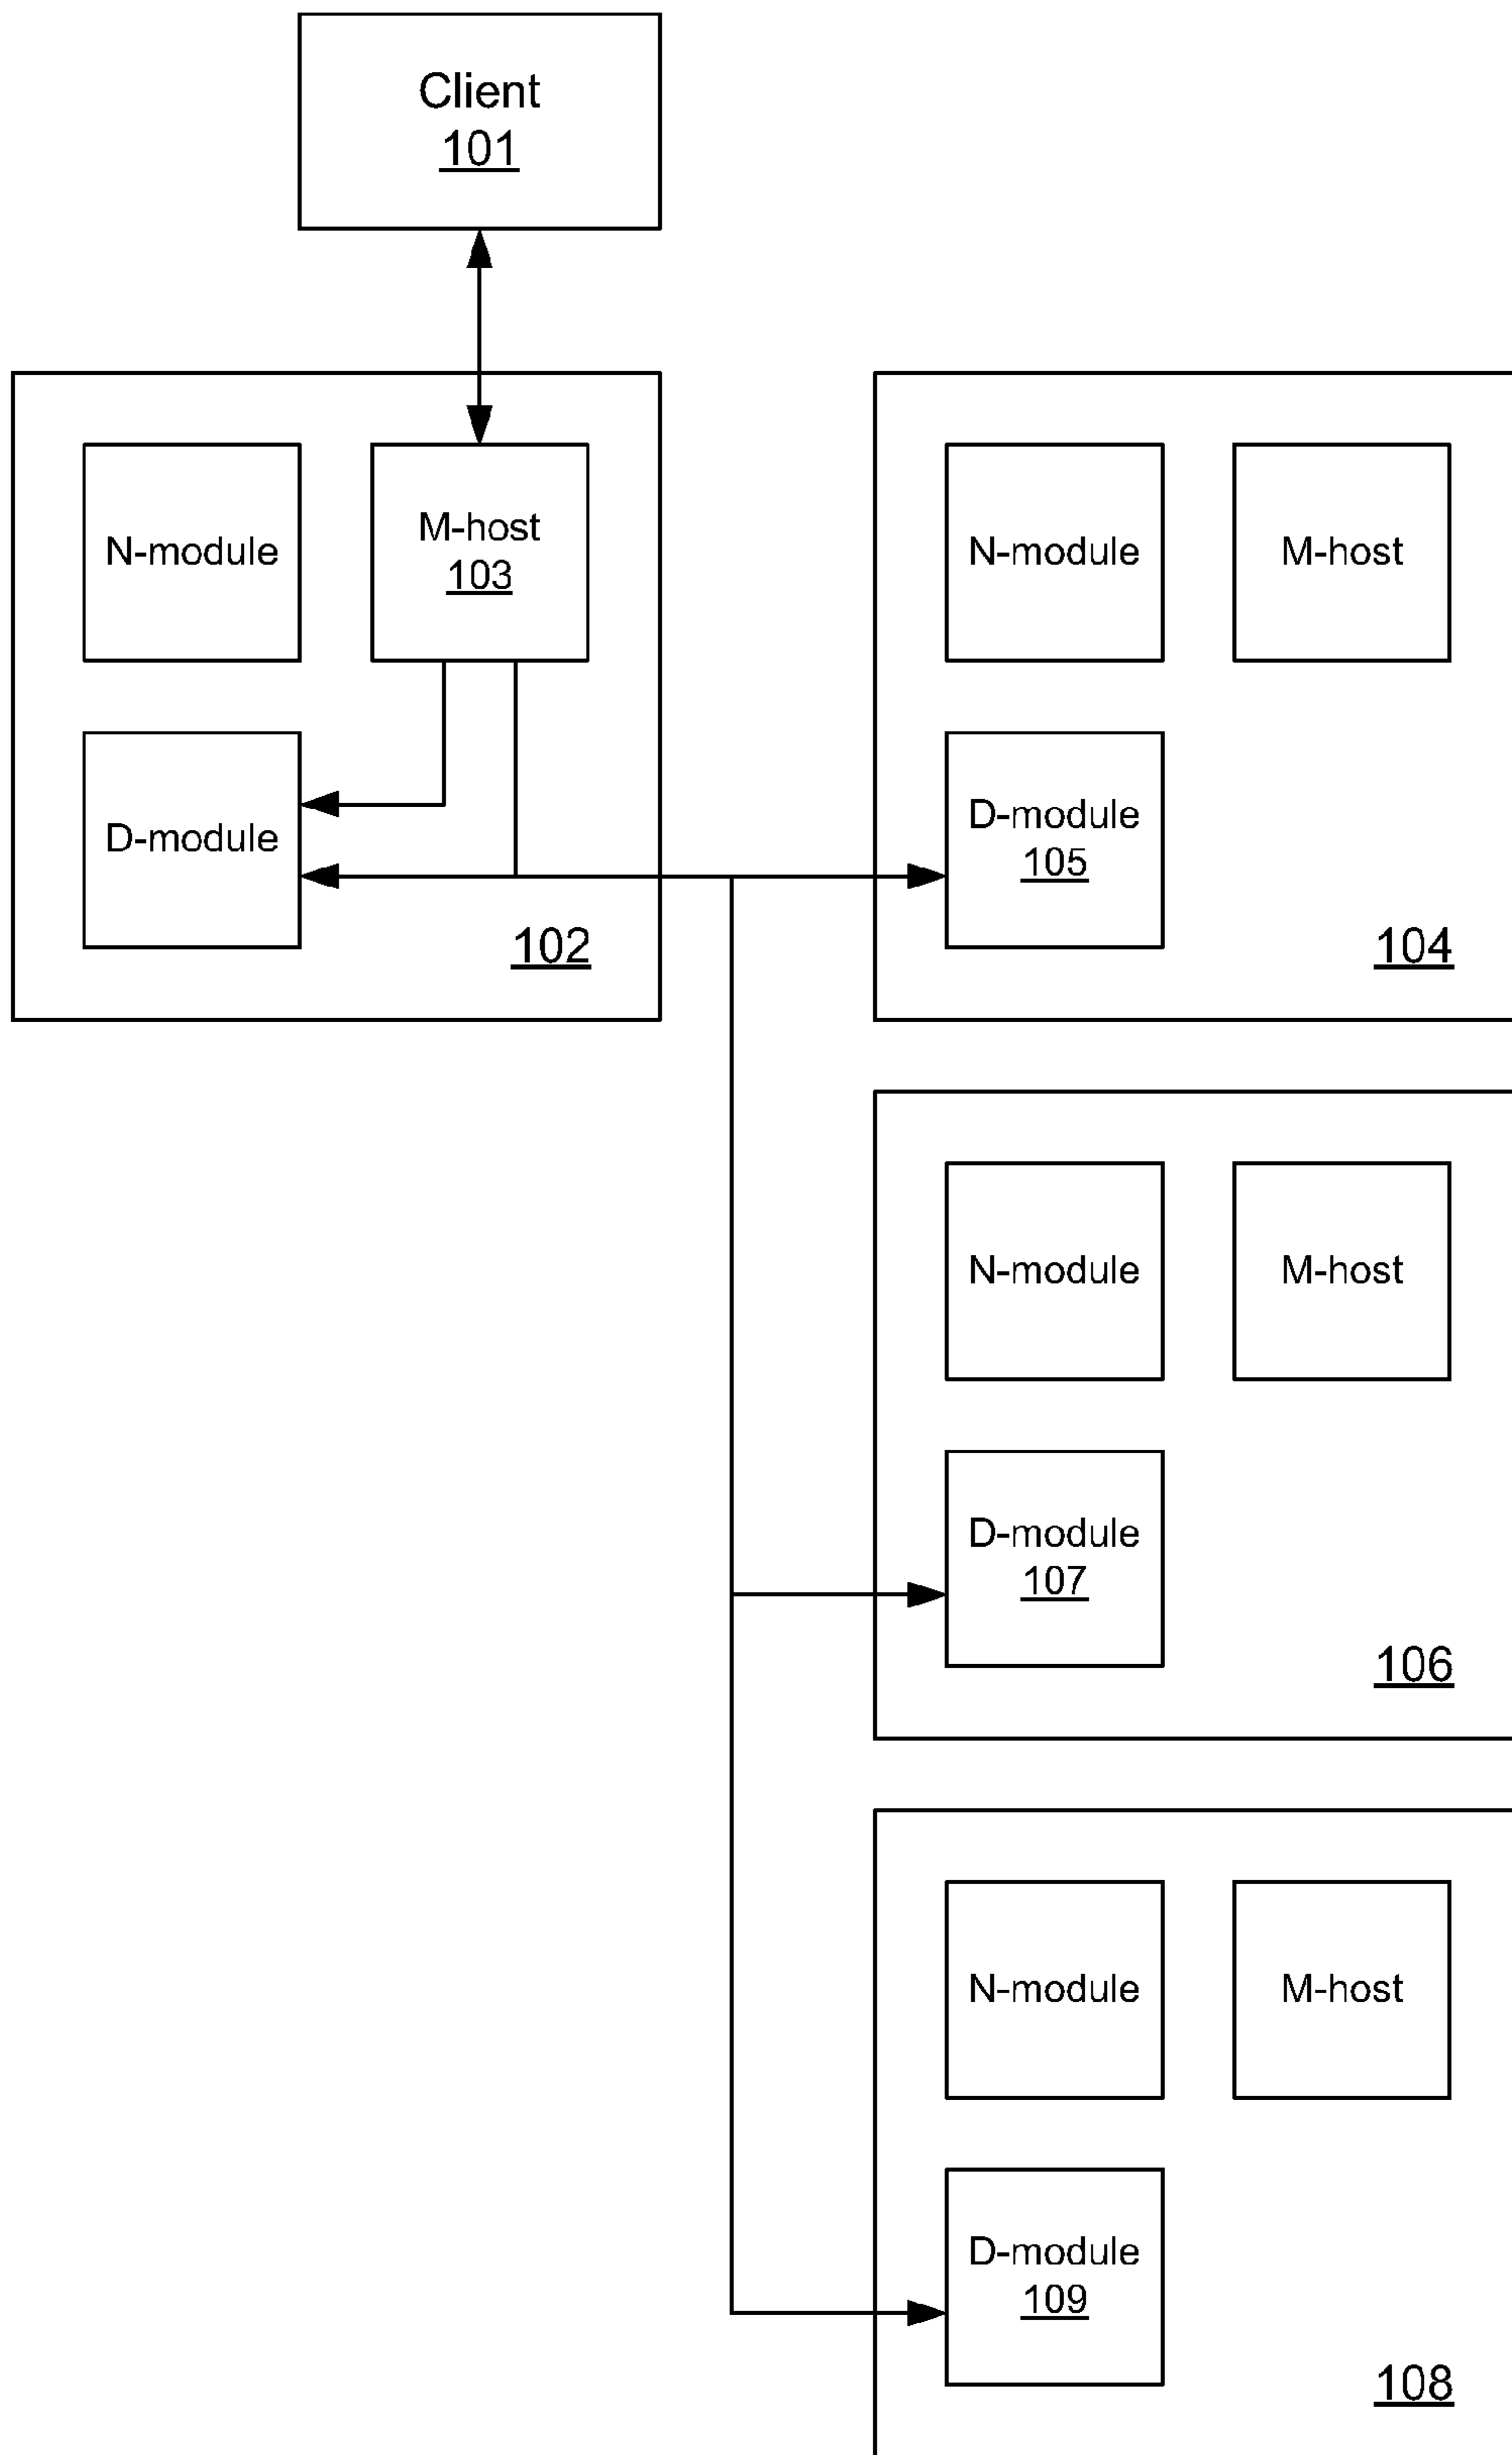 Client
101
N-module
M-host
103
D-module
102
N-module
M-host
D-module
105
104
N-module
M-host
D-module
107
106
N-module
M-host
D-module
109
108